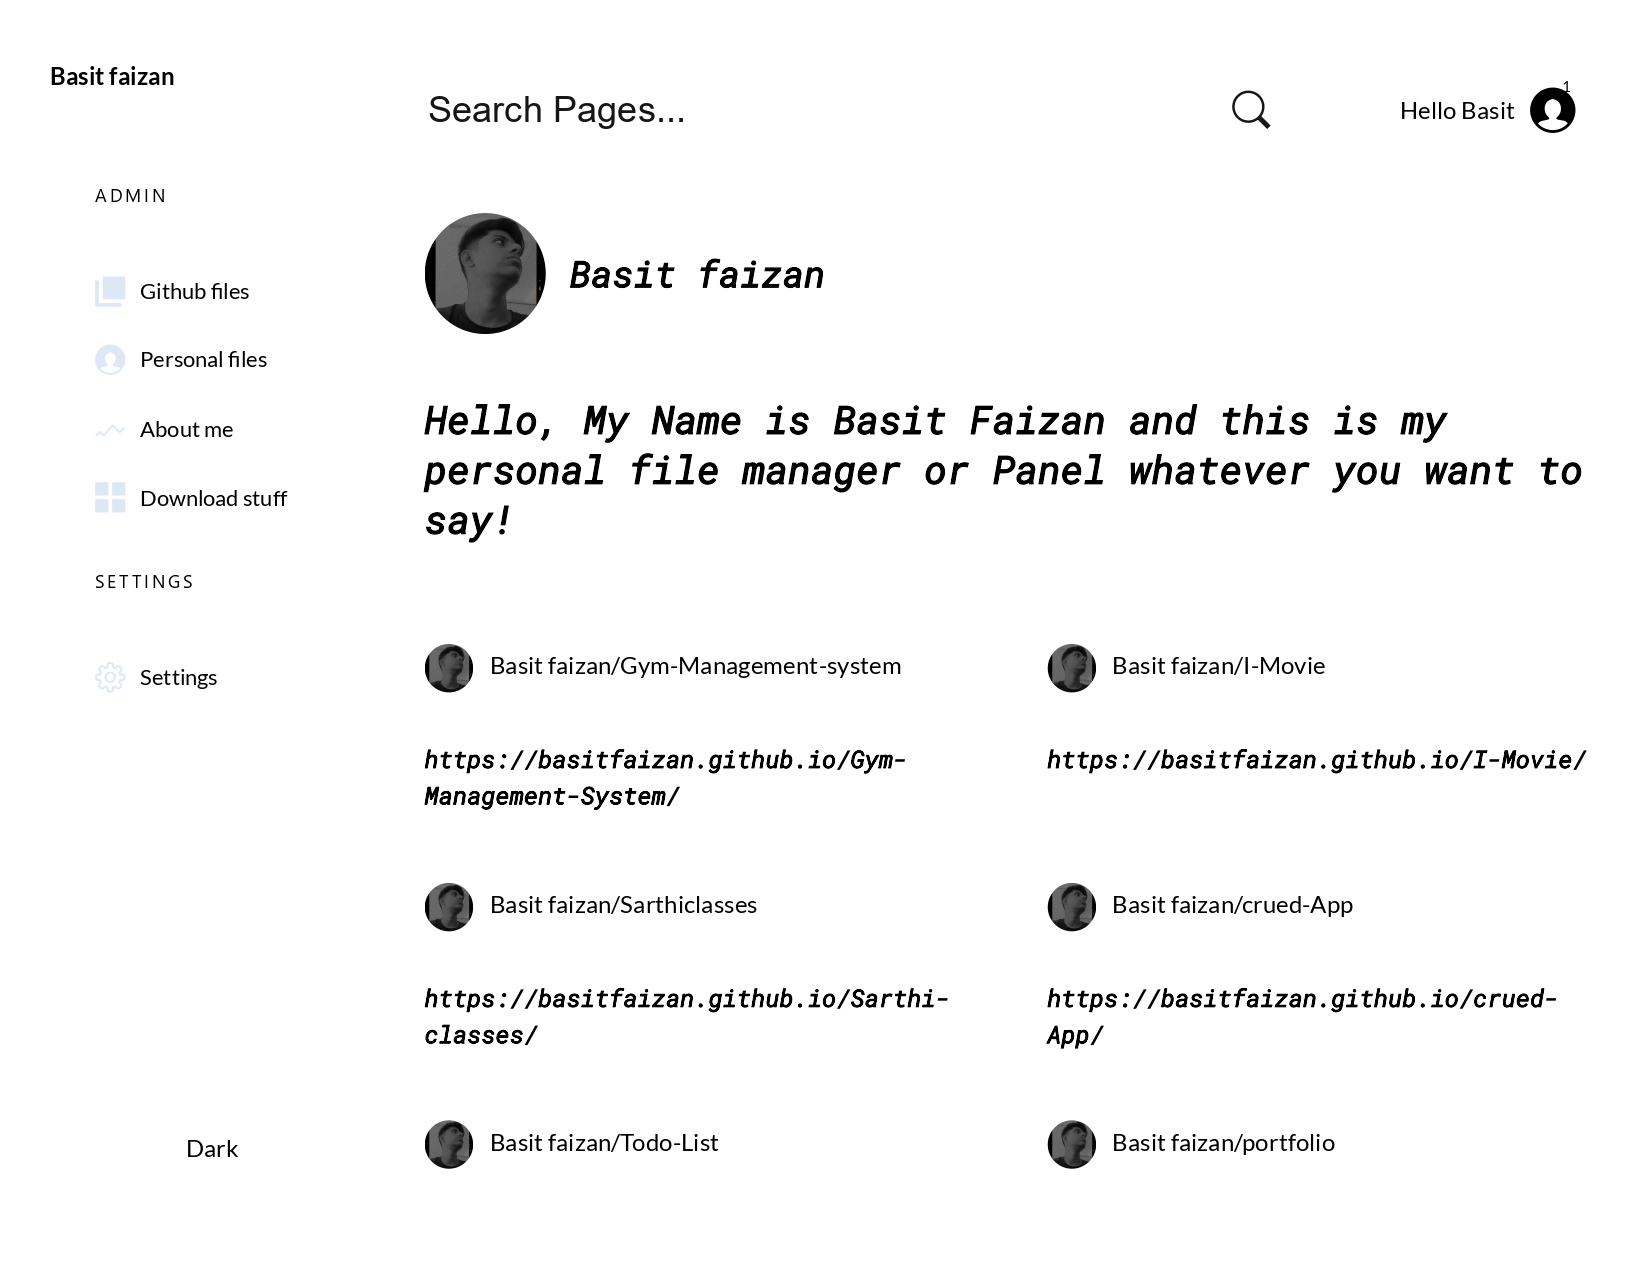 Basit faizan
Search Pages...
Hello Basit
1
ADMIN
Github files
Personal files
About me
Download stuff
SETTINGS
Settings
Dark
Basit faizan
Hello, My Name is Basit Faizan and this is my
personal file manager or Panel whatever you want to
say!
Basit faizan/Gym-Management-system
https://basitfaizan.github.io/Gym-
Management-System/
Basit faizan/I-Movie
https://basitfaizan.github.io/I-Movie/
Basit faizan/Sarthiclasses
https://basitfaizan.github.io/Sarthi-
classes/
Basit faizan/crued-App
https://basitfaizan.github.io/crued-
App/
Basit faizan/Todo-List
Basit faizan/portfolio